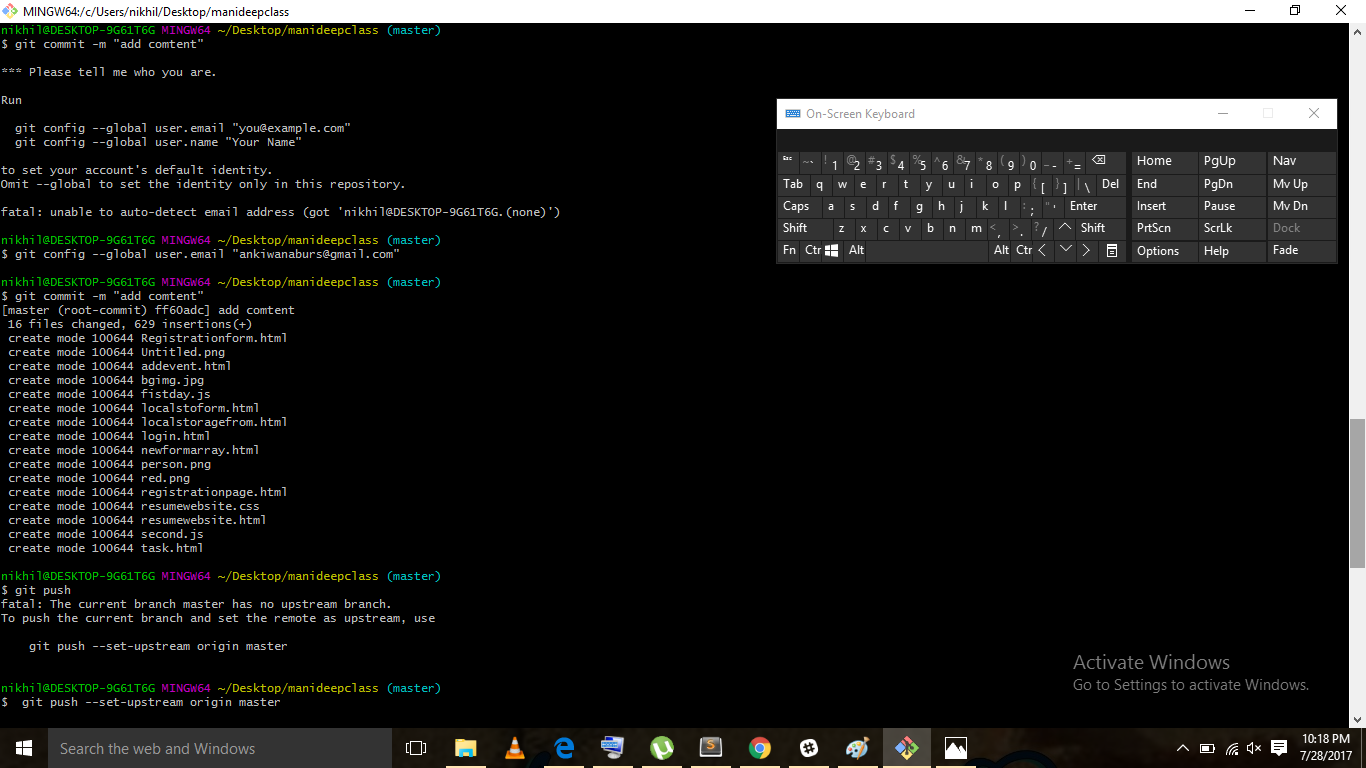 MINGW64:/c/Users/nikhil/Desktop/manideepclass
nikhil@DESKTOP-9G61T6G MINGW64 ~/Desktop/manideepclass (master)
$ git commit -m "add comtent"
*** Please tell me who you are.
Run
git config --global user.email "you@example.com"
git config --global user.name "Your Name"
to set your account's default identity.
Omit --global to set the identity only in this repository.
fatal: unable to auto-detect email address (got 'nikhil@DESKTOP-9G61T6G.(none)')
nikhil@DESKTOP-9G61T6G MINGW64 ~/Desktop/manideepclass (master)
$ git config --global user.email "ankiwanaburs@gmail.com"
nikhil@DESKTOP-9G61T6G MINGW64 ~/Desktop/manideepclass (master)
$ git commit -m "add comtent"
[master (root-commit) ff60adc] add comtent
16 files changed, 629 insertions(+)
create mode 100644 Registrationform.html
create mode 100644 Untitled.png
create mode 100644 addevent.html
create mode 100644 bgimg.jpg
create mode 100644 fistday.js
create mode 100644 localstoform.html
create mode 100644 localstoragefrom.html
create mode 100644 login.html
create mode 100644 newformarray.html
create mode 100644 person.png
create mode 100644 red.png
create mode 100644 registrationpage.html
create mode 100644 resumewebsite.css
create mode 100644 resumewebsite.html
create mode 100644 second.js
create mode 100644 task.html
nikhil@DESKTOP-9G61T6G MINGW64 ~/Desktop/manideepclass (master)
$ git push
fatal: The current branch master has no upstream branch.
To push the current branch and set the remote as upstream, use
git push --set-upstream origin master
nikhil@DESKTOP-9G61T6G MINGW64 ~/Desktop/manideepclass (master)
$  git push --set-upstream origin master
On-Screen Keyboard
Esc ~ ` ! 1 @ 2 # 3 $ 4 % 5 ^ 6 & 7 * 8 ( 9 ) 0 _ - + = Home PgUp Nav
Tab q w e r t y u i o p { [ } ] | \ Del End PgDn Mv Up
Caps a s d f g h j k l : ; " ' Enter Insert Pause Mv Dn
Shift z x c v b n m < , > . ? / Shift PrtScn ScrLk Dock
Fn Ctr Alt Alt Ctr Options Help Fade
Activate Windows
Go to Settings to activate Windows.
Search the web and Windows
10:18 PM
7/28/2017